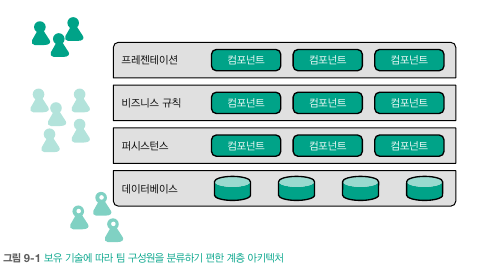 프레젠테이션 컴포넌트 컴포넌트 컴포넌트
비즈니스 규칙 컴포넌트 컴포넌트 컴포넌트
퍼시스턴스 컴포넌트 컴포넌트 컴포넌트
데이터베이스
그림 9-1 보유 기술에 따라 팀 구성원을 분류하기 편한 계층 아키텍처